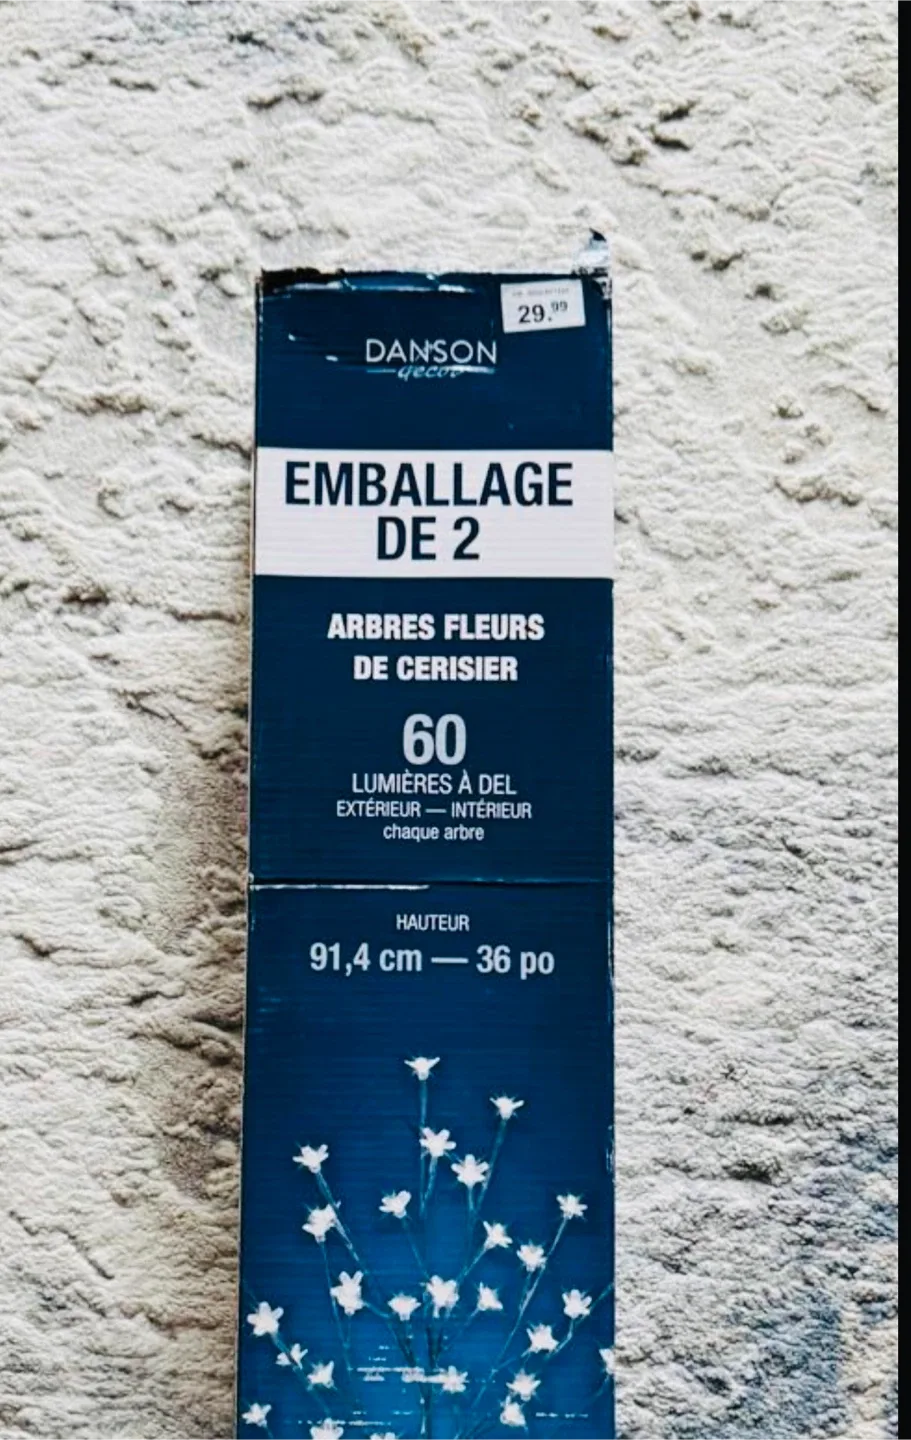 29.99
DANSON
decor
EMBALLAGE
DE 2
ARBRES FLEURS
DE CERISIER
60
LUMIÈRES À DEL
EXTÉRIEUR — INTÉRIEUR
chaque arbre
HAUTEUR
91,4 cm — 36 po